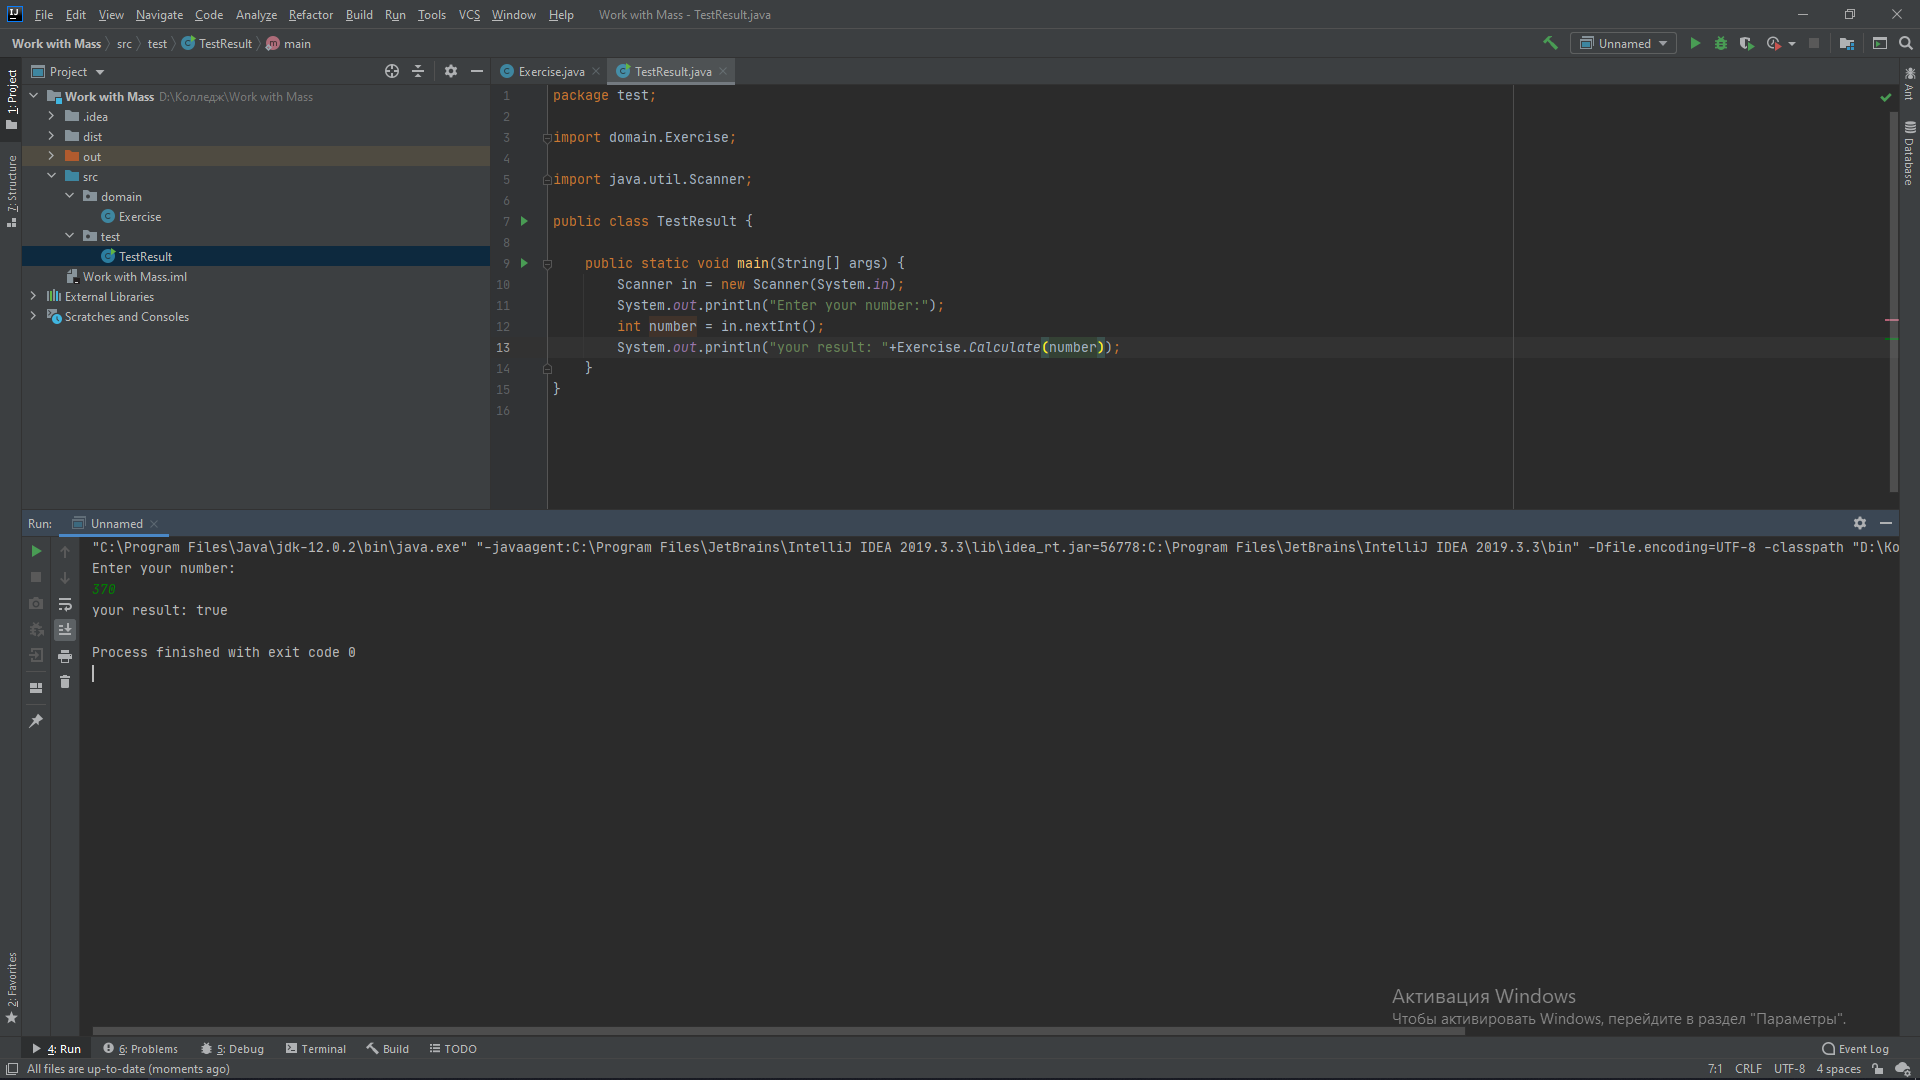 File Edit View Navigate Code Analyze Refactor Build Run Tools VCS Window Help Work with Mass - TestResult.java
Work with Mass src test TestResult main
Unnamed
Project
Exercise.java TestResult.java
1: Project
7: Structure
2: Favorites
Ant
Database
Work with Mass D:\Колледж\Work with Mass
.idea
dist
out
src
domain
Exercise
test
TestResult
Work with Mass.iml
External Libraries
Scratches and Consoles
1 package test;
2
3 import domain.Exercise;
4
5 import java.util.Scanner;
6
7 public class TestResult {
8
9 public static void main(String[] args) {
10 Scanner in = new Scanner(System.in);
11 System.out.println("Enter your number:");
12 int number = in.nextInt();
13 System.out.println("your result: "+Exercise.Calculate(number));
14 }
15 }
16
Run: Unnamed
"C:\Program Files\Java\jdk-12.0.2\bin\java.exe" "-javaagent:C:\Program Files\JetBrains\IntelliJ IDEA 2019.3.3\lib\idea_rt.jar=56778:C:\Program Files\JetBrains\IntelliJ IDEA 2019.3.3\bin" -Dfile.encoding=UTF-8 -classpath "D:\Ko
Enter your number:
370
your result: true
Process finished with exit code 0
Активация Windows
Чтобы активировать Windows, перейдите в раздел "Параметры".
4: Run 6: Problems 5: Debug Terminal Build TODO Event Log
All files are up-to-date (moments ago) 7:1 CRLF UTF-8 4 spaces